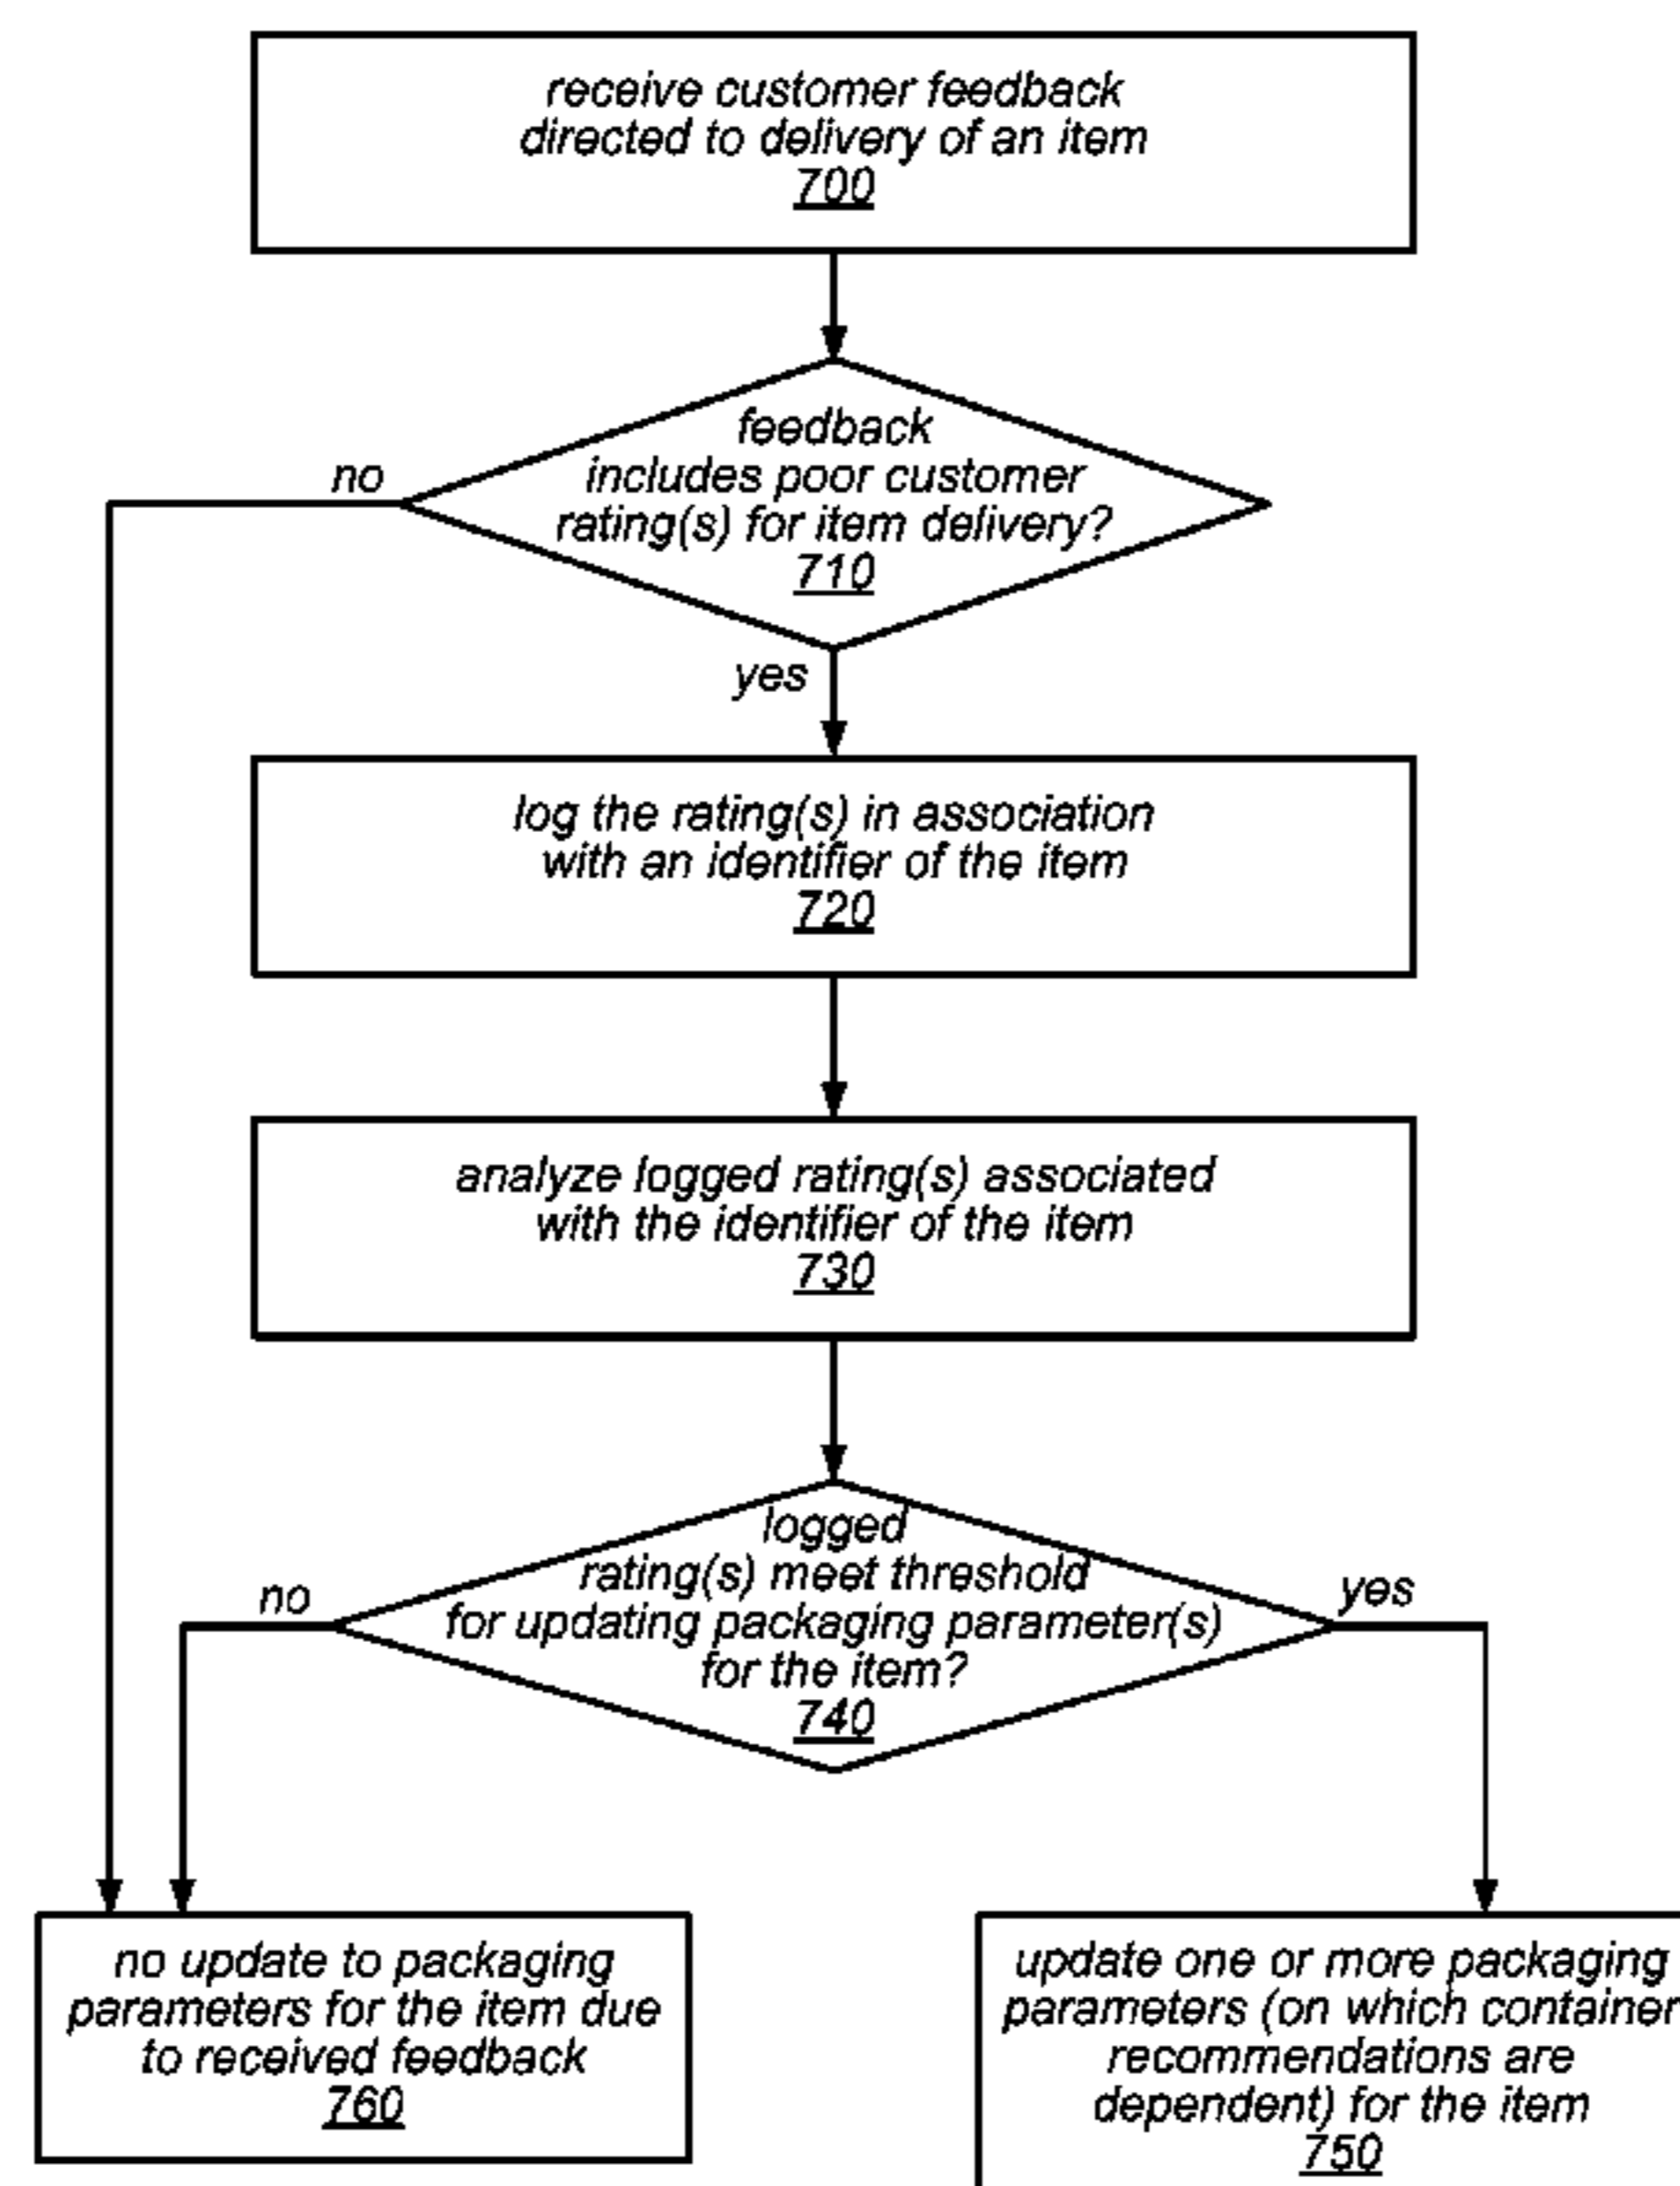 receive customer feedback
directed to delivery of an item
700
feedback
includes poor customer
rating(s) for item delivery?
710
no
yes
log the rating(s) in association
with an identifier of the item
720
analyze logged rating(s) associated
with the identifier of the item
730
logged
rating(s) meet threshold
for updating packaging parameter(s)
for the item?
740
no
yes
no update to packaging
parameters for the item due
to received feedback
760
update one or more packaging
parameters (on which container
recommendations are
dependent) for the item
750